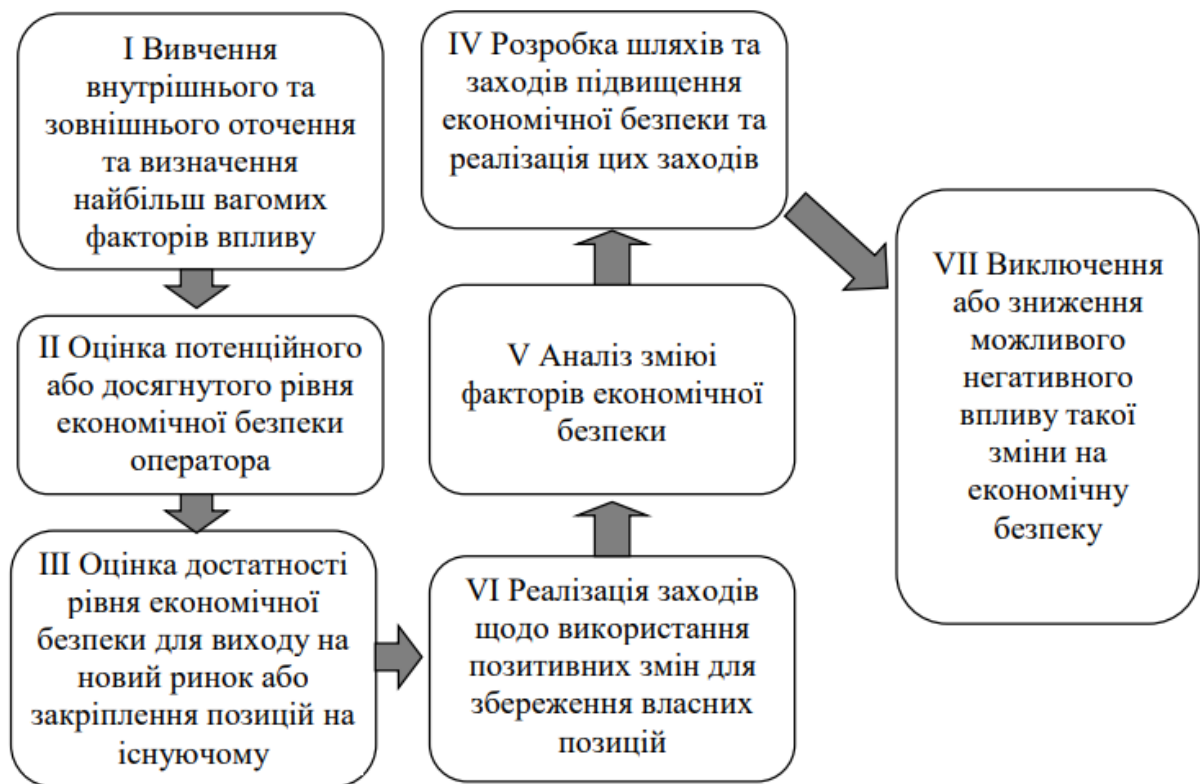 I Вивчення
внутрішнього та
зовнішнього оточення
та визначення
найбільш вагомих
факторів впливу
II Оцінка потенційного
або досягнутого рівня
економічної безпеки
оператора
III Оцінка достатності
рівня економічної
безпеки для виходу на
новий ринок або
закріплення позицій на
існуючому
IV Розробка шляхів та
заходів підвищення
економічної безпеки та
реалізація цих заходів
V Аналіз зміюі
факторів економічної
безпеки
VI Реалізація заходів
щодо використання
позитивних змін для
збереження власних
позицій
VII Виключення
або зниження
можливого
негативного
впливу такої
зміни на
економічну
безпеку